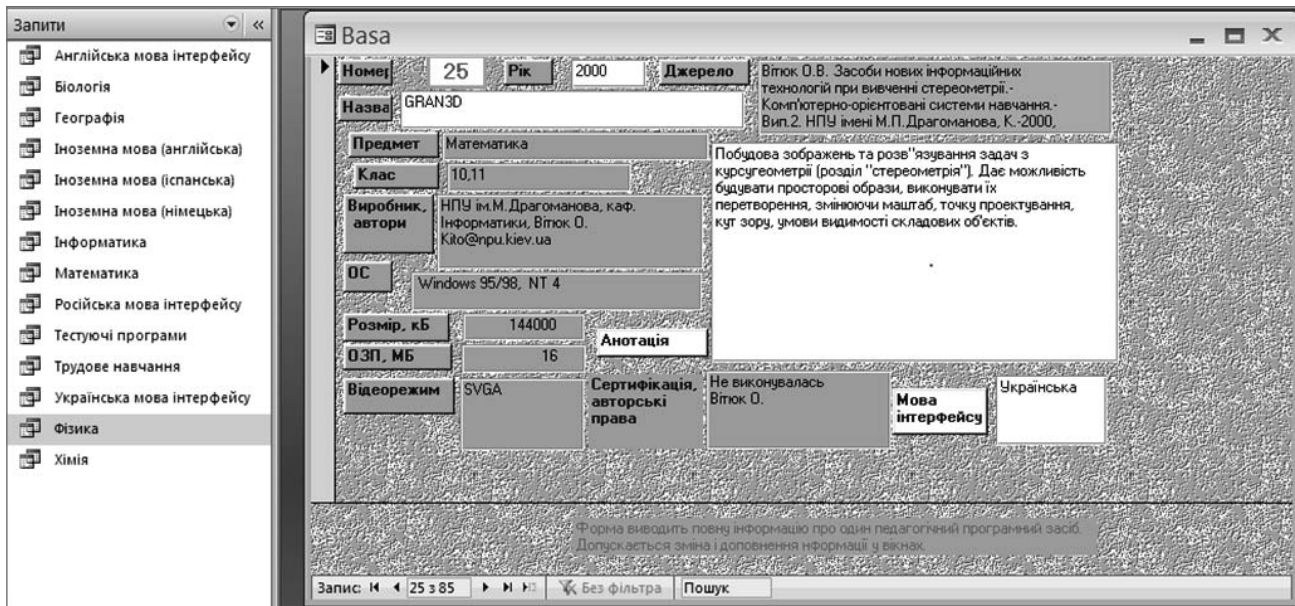 Запити
Англійська мова інтерфейсу
Біологія
Географія
Іноземна мова (англійська)
Іноземна мова (іспанська)
Іноземна мова (німецька)
Інформатика
Математика
Російська мова інтерфейсу
Тестуючі програми
Трудове навчання
Українська мова інтерфейсу
Фізика
Хімія
Basa
Номер 25 Рік 2000 Джерело
Вітюк О.В. Засоби нових інформаційних
технологій при вивченні стереометрії.-
Комп'ютерно-орієнтовані системи навчання.-
Вип.2. НПУ імені М.П.Драгоманова, К.-2000,
Назва GRAN3D
Предмет Математика
Клас 10,11
Виробник,
автори
НПУ ім.М.Драгоманова, каф.
Інформатики, Вітюк О.
Kito@npu.kiev.ua
ОС Windows 95/98, NT 4
Розмір, кБ 144000
ОЗП, МБ 16
Анотація
Побудова зображень та розв''язування задач з
курсугеометрії (розділ ''стереометрія''). Дає можливість
будувати просторові образи, виконувати їх
перетворення, змінюючи маштаб, точку проектування,
кут зору, умови видимості складових об'єктів.
Відеорежим SVGA
Сертифікація,
авторські
права
Не виконувалась
Вітюк О.
Мова
інтерфейсу
Українська
Форма виводить повну інформацію про один педагогічний програмний засіб.
Допускається зміна і доповнення нформації у вікнах.
Запис: 25 з 85 Без фільтра Пошук